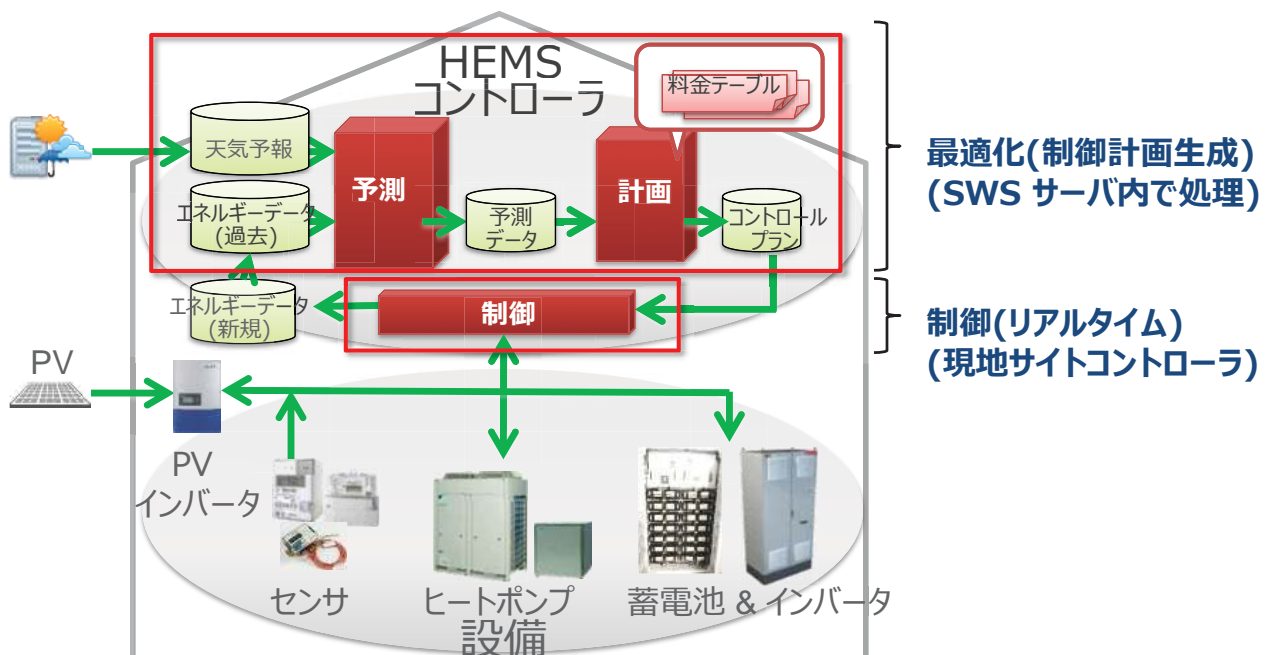 HEMS
コントローラ
料金テーブル
天気予報
エネルギーデータ
(過去)
予測
予測
データ
計画
コントロール
プラン
最適化(制御計画生成)
(SWS サーバ内で処理)
エネルギーデータ
(新規)
制御
制御(リアルタイム)
(現地サイトコントローラ)
PV
PV
インバータ
センサ
ヒートポンプ
蓄電池 & インバータ
設備